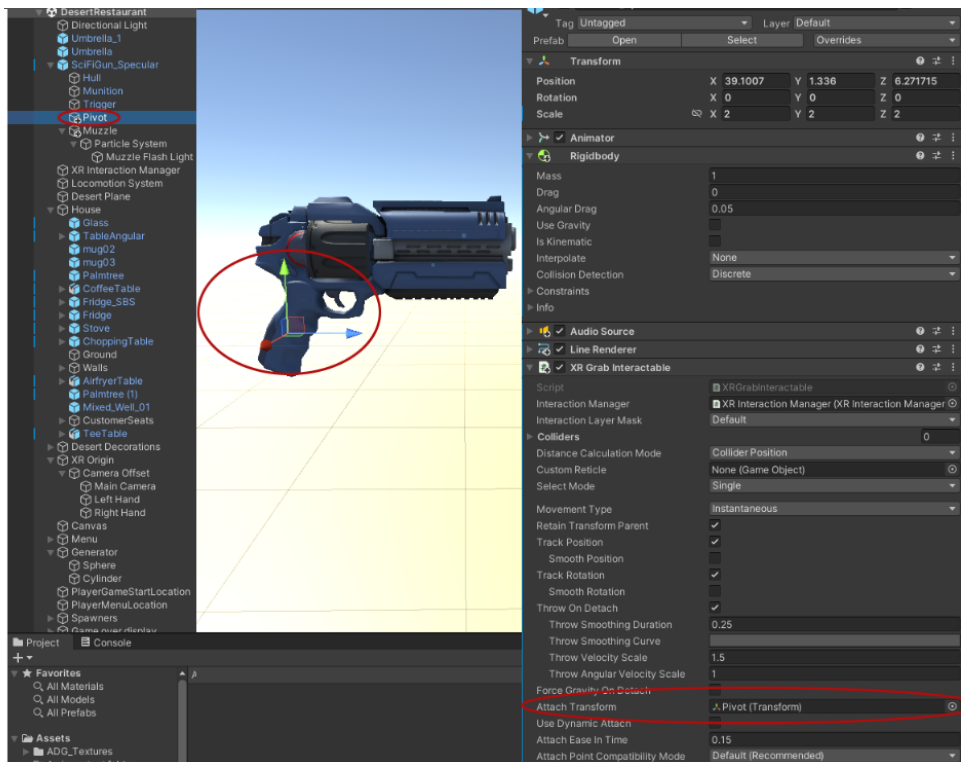 DesertRestaurant
Directional Light
Umbrella_1
Umbrella
SciFiGun_Specular
Hull
Munition
Trigger
Pivot
Muzzle
Particle System
Muzzle Flash Light
XR Interaction Manager
Locomotion System
Desert Plane
House
Glass
TableAngular
mug02
mug03
Palmtree
CoffeeTable
Fridge_SBS
Fridge
Stove
ChoppingTable
Ground
Walls
AirfryerTable
Palmtree (1)
Mixed_Well_01
CustomerSeats
TeeTable
Desert Decorations
XR Origin
Camera Offset
Main Camera
Left Hand
Right Hand
Canvas
Menu
Generator
Sphere
Cylinder
PlayerGameStartLocation
PlayerMenuLocation
Spawners
Game over display
Project Console
Favorites
All Materials
All Models
All Prefabs
Assets
ADG_Textures
Tag Untagged Layer Default
Prefab Open Select Overrides
Transform
Position X 39.1007 Y 1.336 Z 6.271715
Rotation X 0 Y 0 Z 0
Scale X 2 Y 2 Z 2
Animator
Rigidbody
Mass 1
Drag 0
Angular Drag 0.05
Use Gravity
Is Kinematic
Interpolate None
Collision Detection Discrete
Constraints
Info
Audio Source
Line Renderer
XR Grab Interactable
Script XRGrabInteractable
Interaction Manager XR Interaction Manager (XR Interaction Manager
Interaction Layer Mask Default
Colliders 0
Distance Calculation Mode Collider Position
Custom Reticle None (Game Object)
Select Mode Single
Movement Type Instantaneous
Retain Transform Parent
Track Position
Smooth Position
Track Rotation
Smooth Rotation
Throw On Detach
Throw Smoothing Duration 0.25
Throw Smoothing Curve
Throw Velocity Scale 1.5
Throw Angular Velocity Scale 1
Force Gravity On Detach
Attach Transform Pivot (Transform)
Use Dynamic Attach
Attach Ease In Time 0.15
Attach Point Compatibility Mode Default (Recommended)